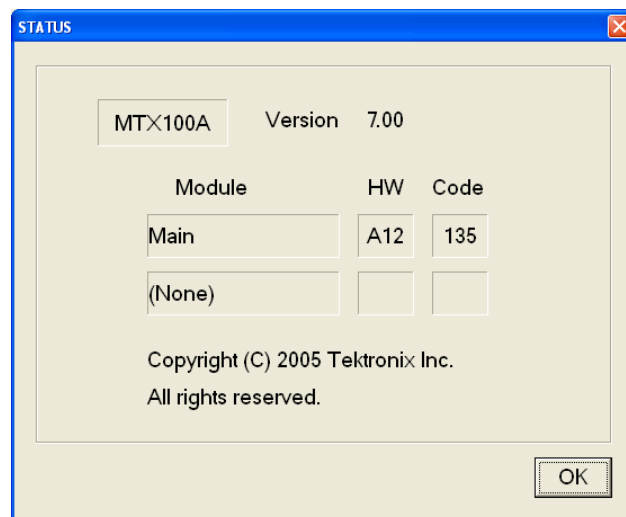 STATUS
MTX100A Version 7.00
Module HW Code
Main A12 135
(None)
Copyright (C) 2005 Tektronix Inc.
All rights reserved.
OK